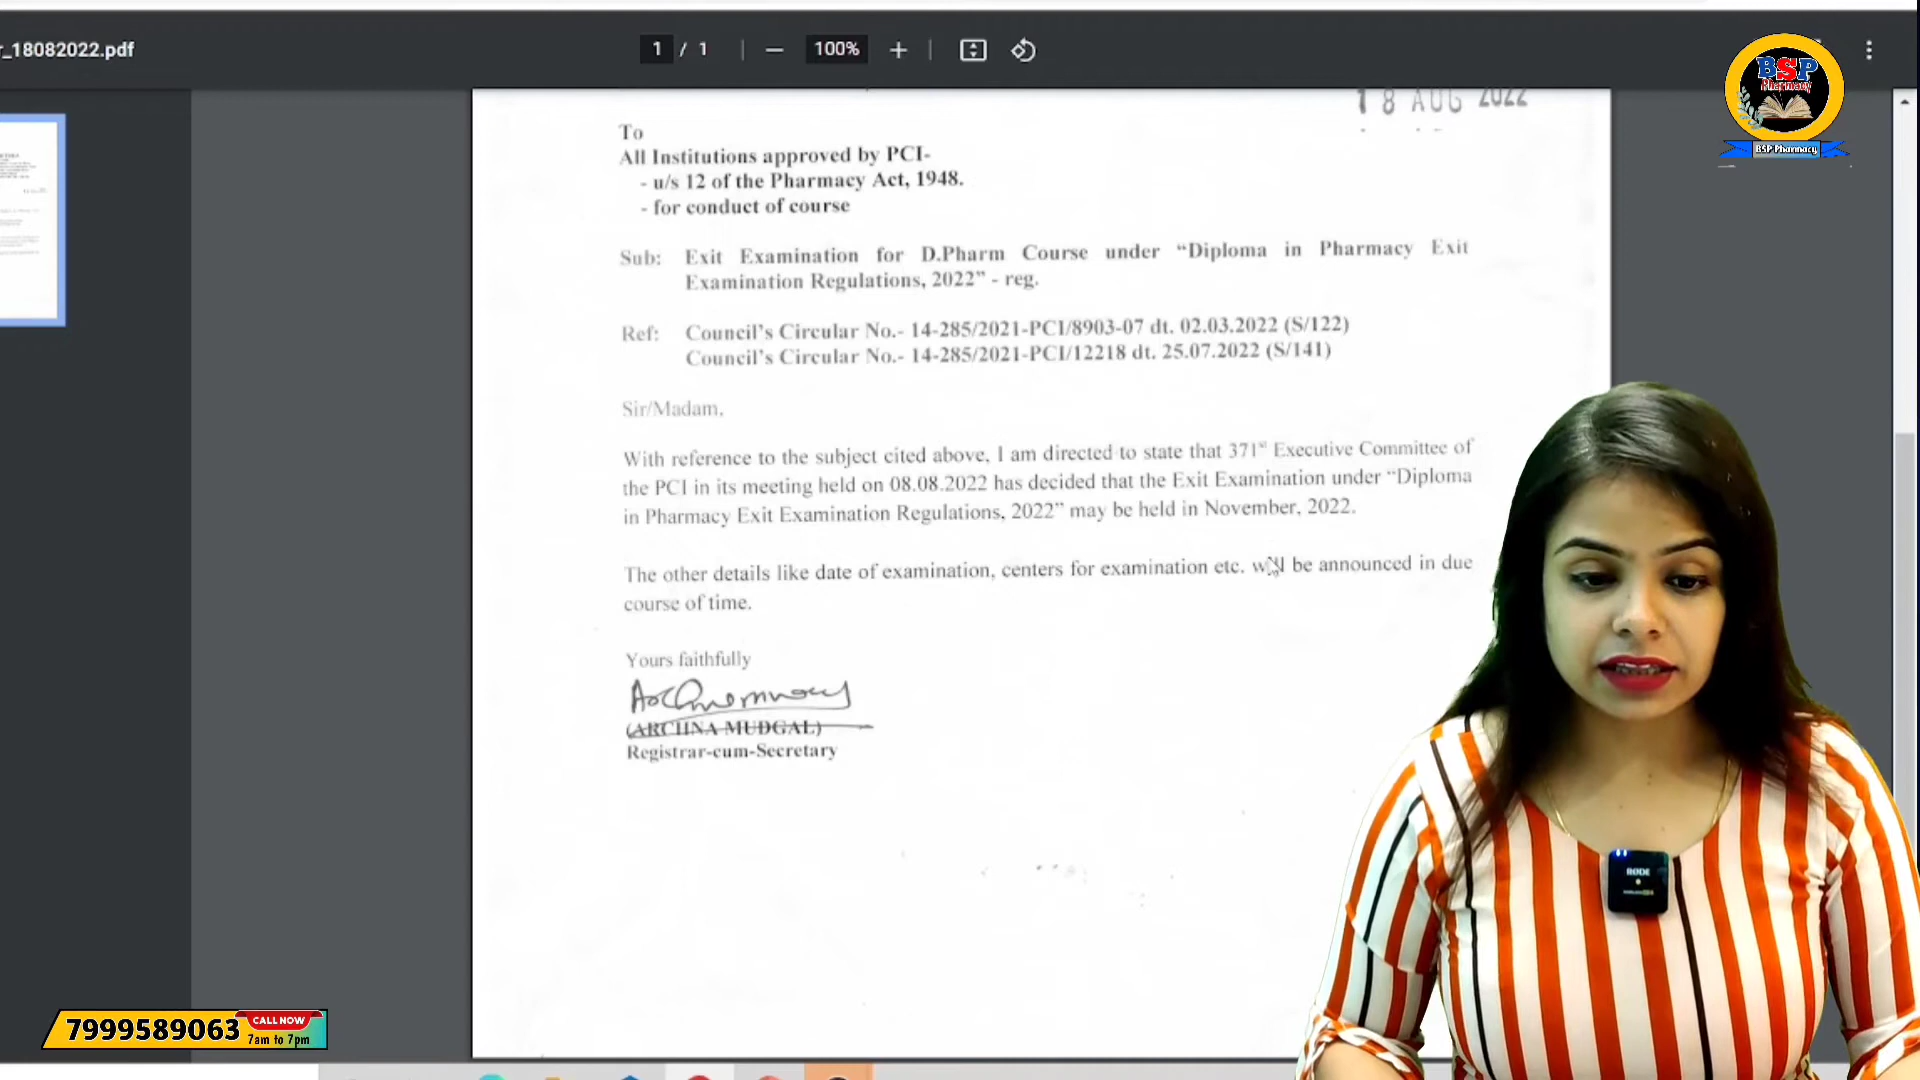 r_18082022.pdf
1 / 1
100%
BSP
Pharmacy
BSP Pharmacy
18 AUG 2022
To
All Institutions approved by PCI-
- u/s 12 of the Pharmacy Act, 1948.
- for conduct of course
Sub: Exit Examination for D.Pharm Course under “Diploma in Pharmacy Exit
Examination Regulations, 2022” - reg.
Ref: Council’s Circular No.- 14-285/2021-PCI/8903-07 dt. 02.03.2022 (S/122)
Council’s Circular No.- 14-285/2021-PCI/12218 dt. 25.07.2022 (S/141)
Sir/Madam,
With reference to the subject cited above, I am directed to state that 371st Executive Committee of
the PCI in its meeting held on 08.08.2022 has decided that the Exit Examination under “Diploma
in Pharmacy Exit Examination Regulations, 2022” may be held in November, 2022.
The other details like date of examination, centers for examination etc. will be announced in due
course of time.
Yours faithfully
(ARCHNA MUDGAL)
Registrar-cum-Secretary
RODE
7999589063
CALL NOW
7am to 7pm